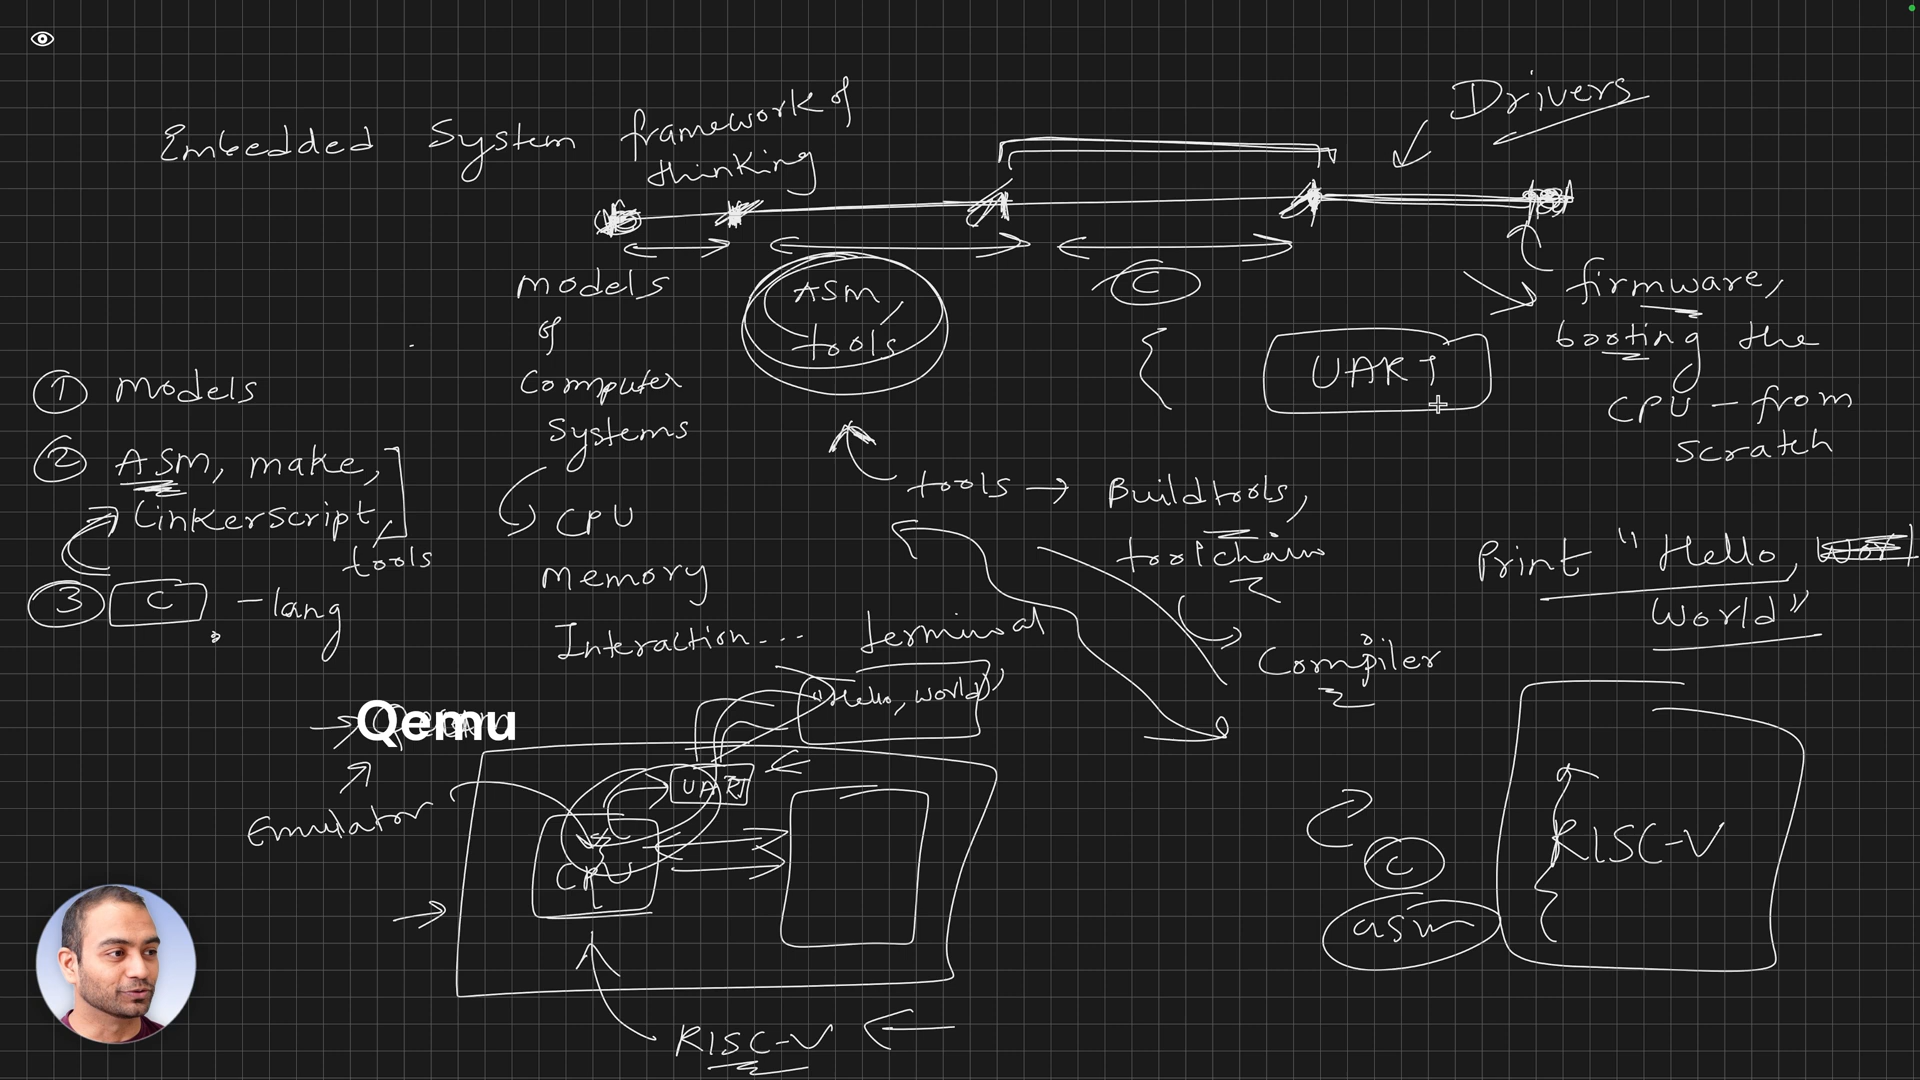 Embedded System framework of
thinking
Drivers
models
of
Computer
Systems
CPU
Memory
Interaction...
ASM,
tools
C
UART
firmware,
booting the
CPU - from
scratch
① Models
② ASM, make,
Linkerscript,
tools
③ C - lang
tools → Buildtools,
toolchain
Compiler
Print "Hello,
World"
terminal
"Hello, World"
Qemu
Emulator
UART
CPU
RISC-V
C
asm
RISC-V